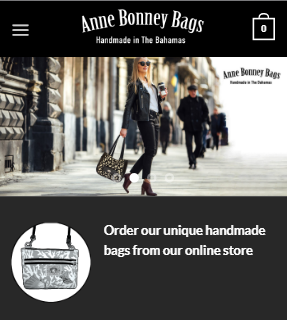 Anne Bonney Bags
Handmade in The Bahamas
0
Anne Bonney Bags
Handmade in The Bahamas
Order our unique handmade
bags from our online store